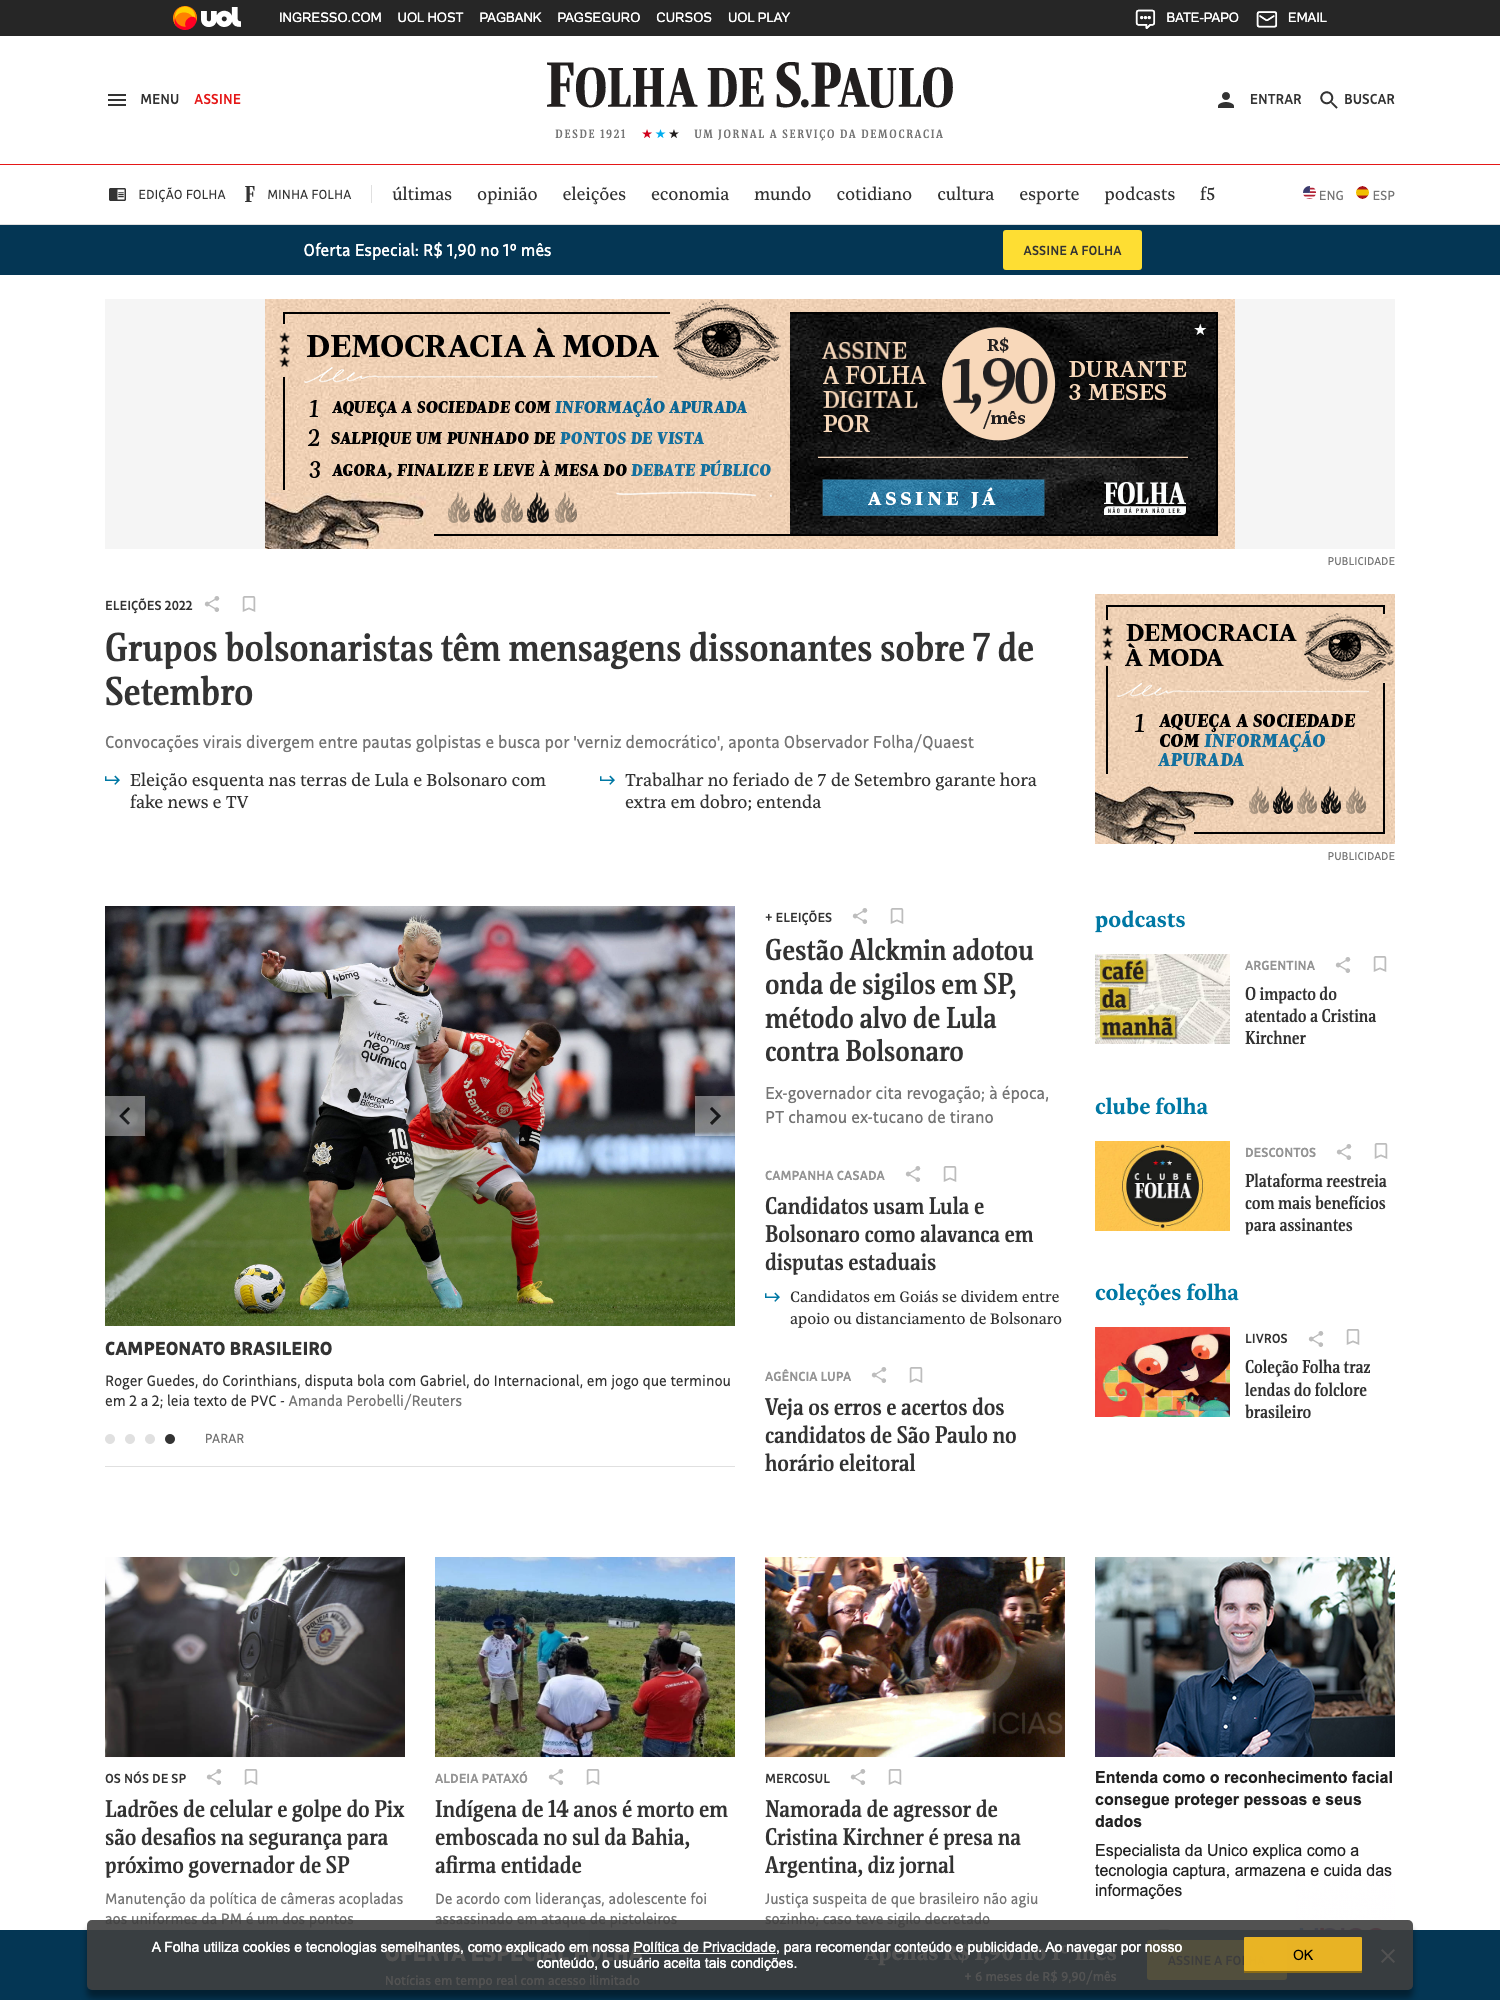 uol
INGRESSO.COM UOL HOST PAGBANK PAGSEGURO CURSOS UOL PLAY
BATE-PAPO EMAIL
MENU ASSINE
FOLHA DE S.PAULO
DESDE 1921 ★★★ UM JORNAL A SERVIÇO DA DEMOCRACIA
ENTRAR BUSCAR
EDIÇÃO FOLHA F MINHA FOLHA
últimas opinião eleições economia mundo cotidiano cultura esporte podcasts f5
ENG ESP
Oferta Especial: R$ 1,90 no 1º mês
ASSINE A FOLHA
DEMOCRACIA À MODA
1 AQUEÇA A SOCIEDADE COM INFORMAÇÃO APURADA
2 SALPIQUE UM PUNHADO DE PONTOS DE VISTA
3 AGORA, FINALIZE E LEVE À MESA DO DEBATE PÚBLICO
ASSINE
A FOLHA
DIGITAL
POR
R$
1,90
/mês
DURANTE
3 MESES
ASSINE JÁ
FOLHA
NÃO DÁ PRA NÃO LER.
PUBLICIDADE
ELEIÇÕES 2022
Grupos bolsonaristas têm mensagens dissonantes sobre 7 de
Setembro
Convocações virais divergem entre pautas golpistas e busca por 'verniz democrático', aponta Observador Folha/Quaest
Eleição esquenta nas terras de Lula e Bolsonaro com
fake news e TV
Trabalhar no feriado de 7 de Setembro garante hora
extra em dobro; entenda
DEMOCRACIA
À MODA
1 AQUEÇA A SOCIEDADE
COM INFORMAÇÃO
APURADA
PUBLICIDADE
bmg
vitaminas
neo
química
Mercado
Bitcoin
10
TODOS
vero
Banrisul
CAMPEONATO BRASILEIRO
Roger Guedes, do Corinthians, disputa bola com Gabriel, do Internacional, em jogo que terminou
em 2 a 2; leia texto de PVC - Amanda Perobelli/Reuters
PARAR
+ ELEIÇÕES
Gestão Alckmin adotou
onda de sigilos em SP,
método alvo de Lula
contra Bolsonaro
Ex-governador cita revogação; à época,
PT chamou ex-tucano de tirano
CAMPANHA CASADA
Candidatos usam Lula e
Bolsonaro como alavanca em
disputas estaduais
Candidatos em Goiás se dividem entre
apoio ou distanciamento de Bolsonaro
AGÊNCIA LUPA
Veja os erros e acertos dos
candidatos de São Paulo no
horário eleitoral
podcasts
café
da
manhã
ARGENTINA
O impacto do
atentado a Cristina
Kirchner
clube folha
CLUBE
FOLHA
DESCONTOS
Plataforma reestreia
com mais benefícios
para assinantes
coleções folha
LIVROS
Coleção Folha traz
lendas do folclore
brasileiro
POLÍCIA MILITAR
OS NÓS DE SP
Ladrões de celular e golpe do Pix
são desafios na segurança para
próximo governador de SP
Manutenção da política de câmeras acopladas
aos uniformes da PM é um dos pontos
ALDEIA PATAXÓ
Indígena de 14 anos é morto em
emboscada no sul da Bahia,
afirma entidade
De acordo com lideranças, adolescente foi
assassinado em ataque de pistoleiros
MERCOSUL
Namorada de agressor de
Cristina Kirchner é presa na
Argentina, diz jornal
Justiça suspeita de que brasileiro não agiu
sozinho; caso teve sigilo decretado
Entenda como o reconhecimento facial
consegue proteger pessoas e seus
dados
Especialista da Unico explica como a
tecnologia captura, armazena e cuida das
informações
A Folha utiliza cookies e tecnologias semelhantes, como explicado em nossa Política de Privacidade, para recomendar conteúdo e publicidade. Ao navegar por nosso
conteúdo, o usuário aceita tais condições.
OK
Notícias em tempo real com acesso ilimitado
Apenas R$ 1,90 no 1º mês
+ 6 meses de R$ 9,90/mês
ASSINE A FO